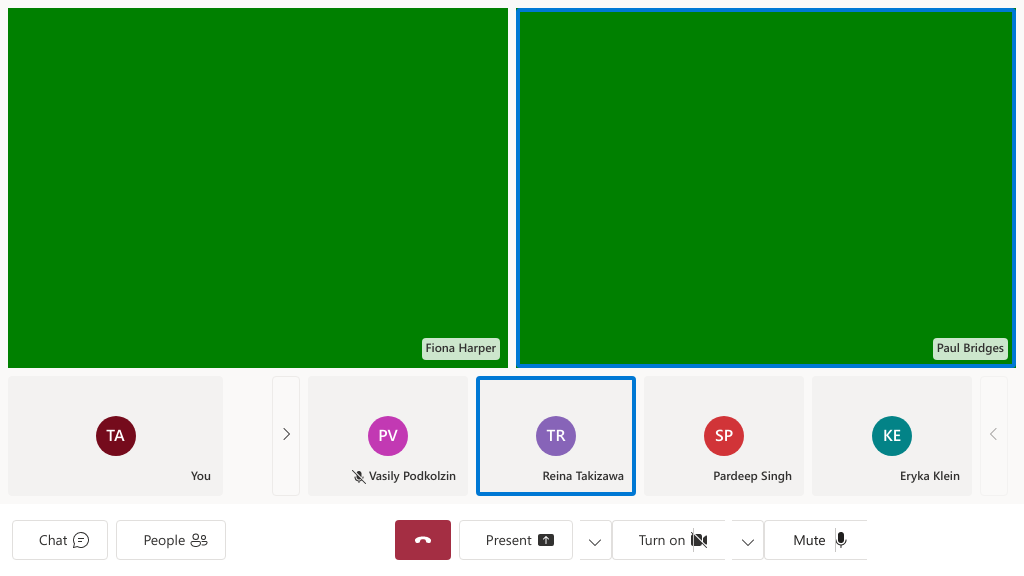 Fiona Harper
Paul Bridges
TA
You
PV
Vasily Podkolzin
TR
Reina Takizawa
SP
Pardeep Singh
KE
Eryka Klein
Chat
People
Present
Turn on
Mute